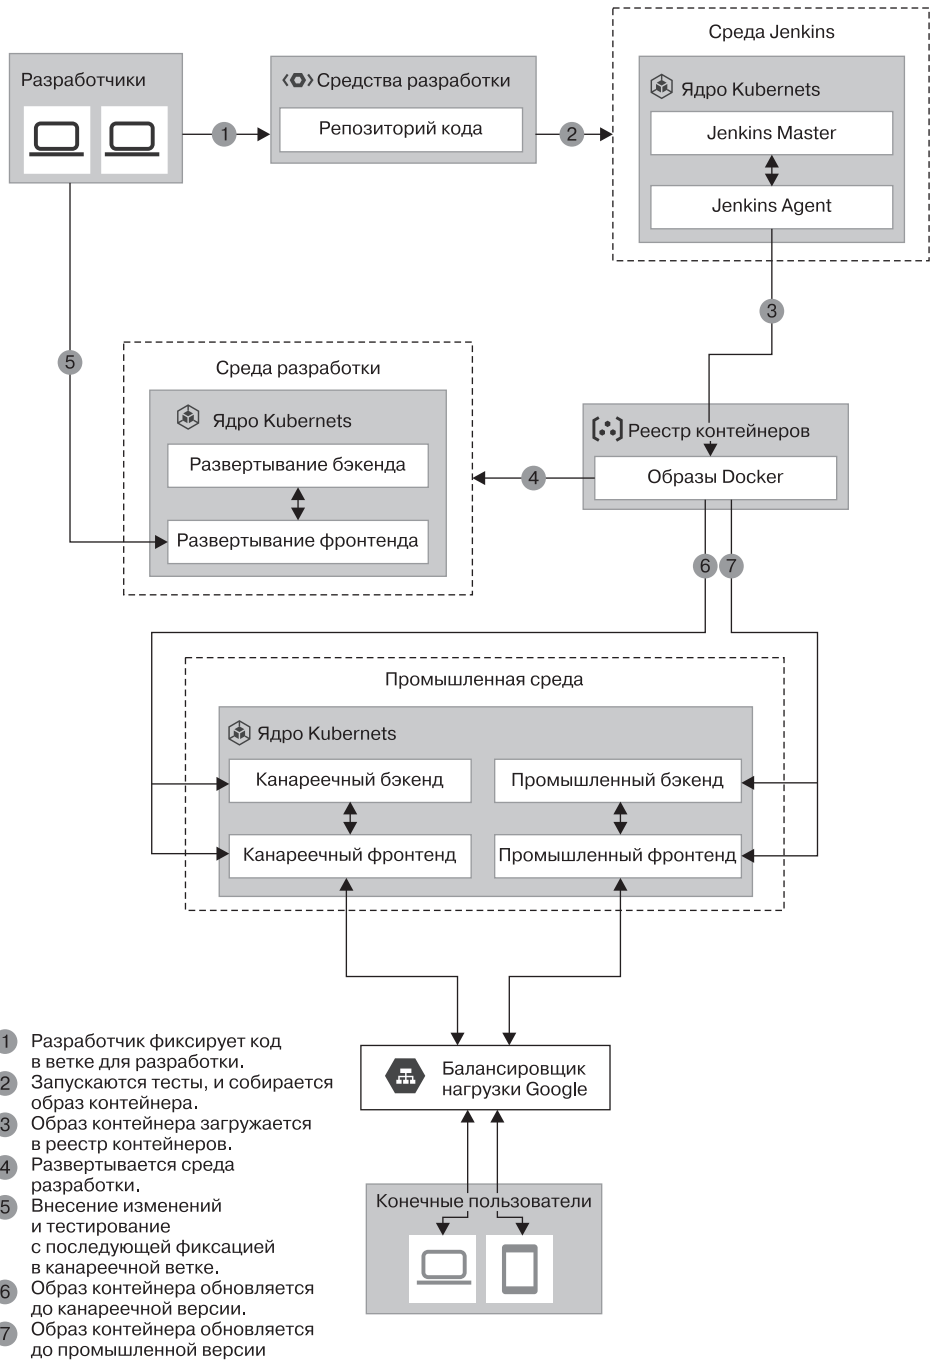 Среда Jenkins
Разработчики
Средства разработки
Ядро Kubernets
Репозиторий кода
Jenkins Master
1
2
Jenkins Agent
3
5
Среда разработки
Ядро Kubernets
Реестр контейнеров
Развертывание бэкенда
Образы Docker
4
Развертывание фронтенда
6
7
Промышленная среда
Ядро Kubernets
Канареечный бэкенд
Промышленный бэкенд
Канареечный фронтенд
Промышленный фронтенд
Балансировщик
нагрузки Google
Конечные пользователи
1 Разработчик фиксирует код
в ветке для разработки.
2 Запускаются тесты, и собирается
образ контейнера.
3 Образ контейнера загружается
в реестр контейнеров.
4 Развертывается среда
разработки.
5 Внесение изменений
и тестирование
с последующей фиксацией
в канареечной ветке.
6 Образ контейнера обновляется
до канареечной версии.
7 Образ контейнера обновляется
до промышленной версии